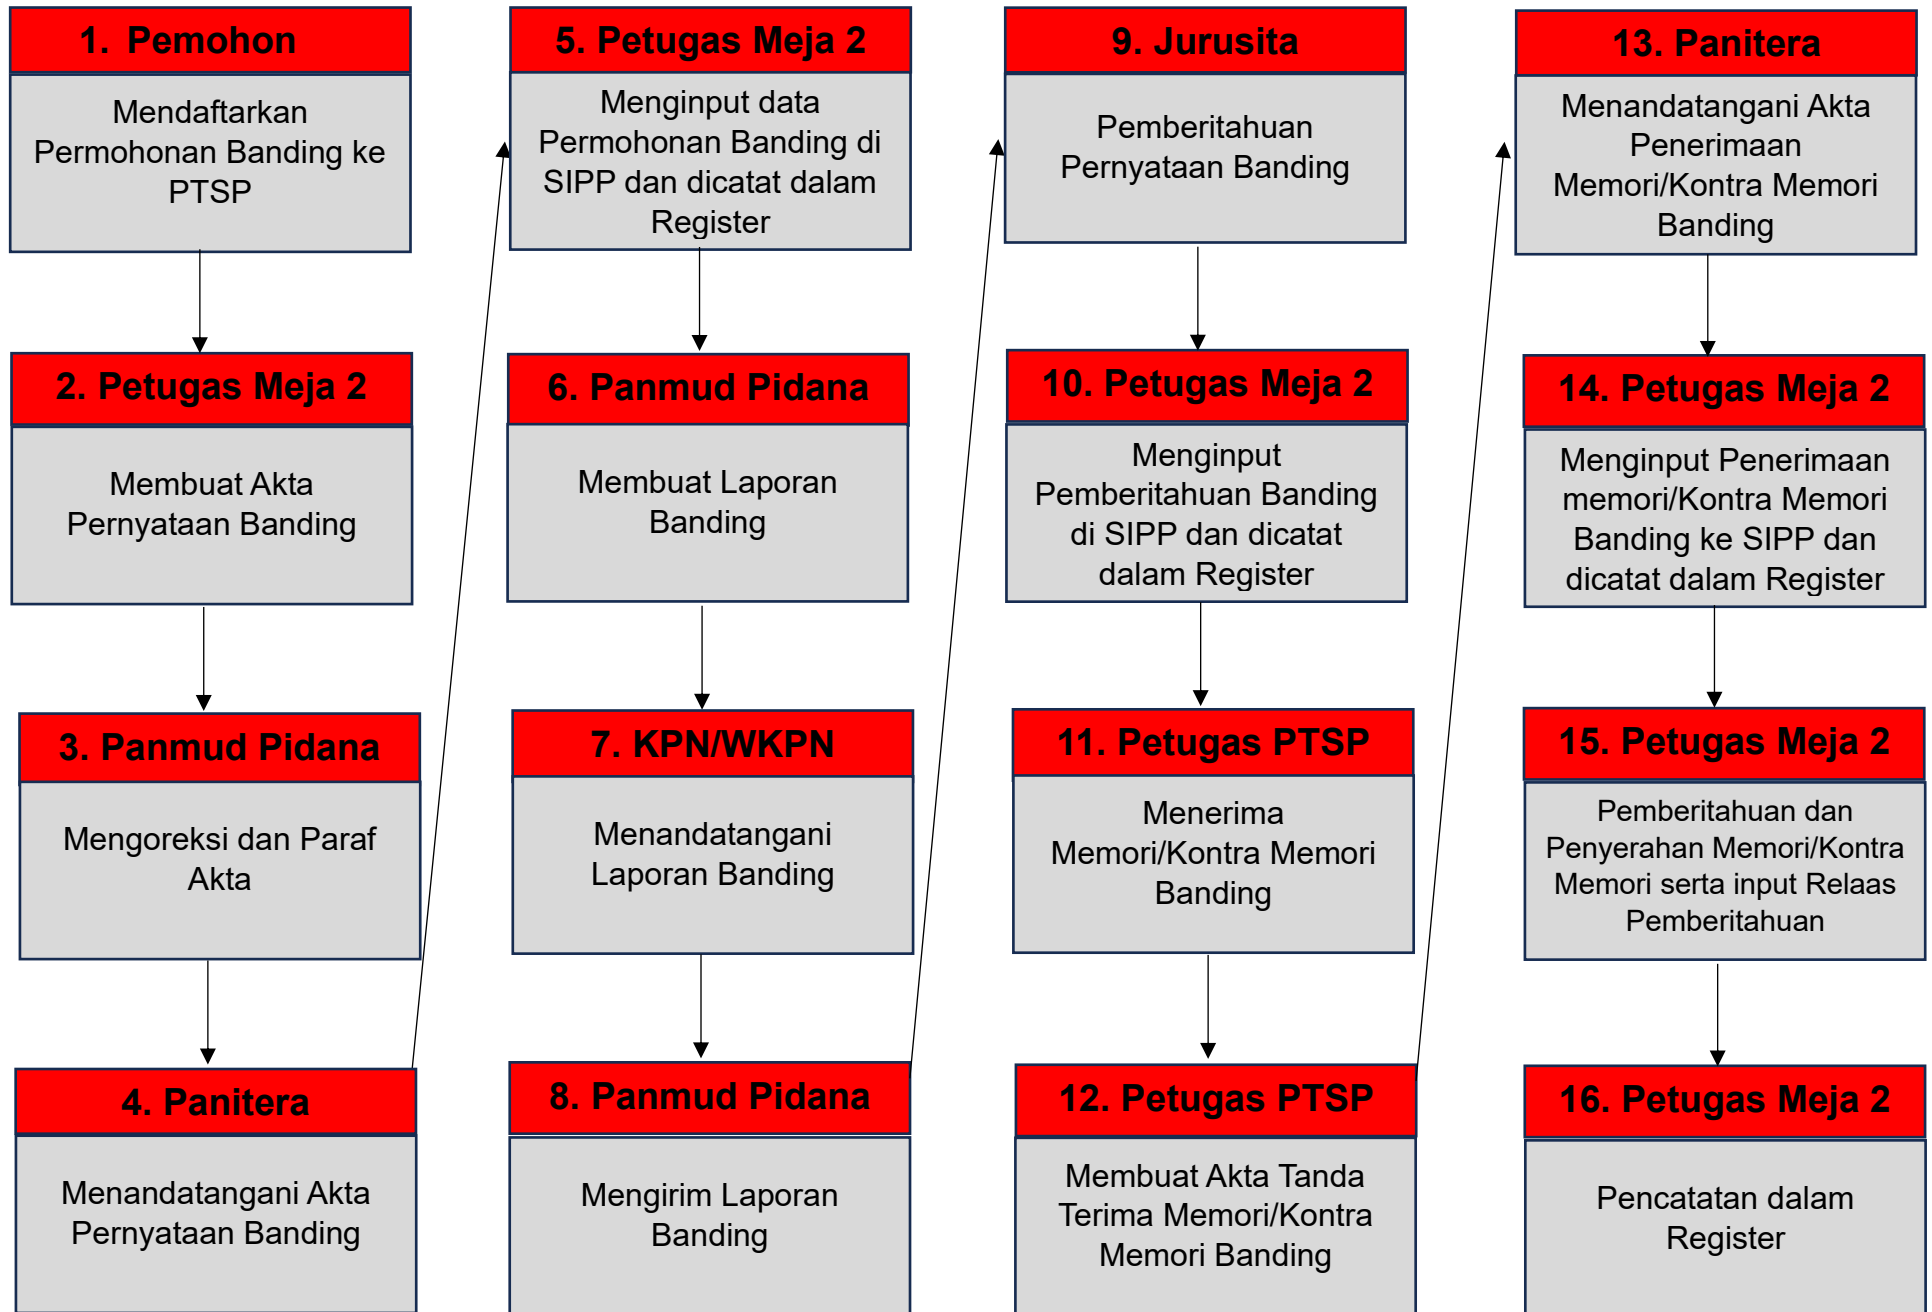 1. Pemohon
Mendaftarkan
Permohonan Banding ke
PTSP
2. Petugas Meja 2
Membuat Akta
Pernyataan Banding
3. Panmud Pidana
Mengoreksi dan Paraf
Akta
4. Panitera
Menandatangani Akta
Pernyataan Banding
5. Petugas Meja 2
Menginput data
Permohonan Banding di
SIPP dan dicatat dalam
Register
6. Panmud Pidana
Membuat Laporan
Banding
7. KPN/WKPN
Menandatangani
Laporan Banding
8. Panmud Pidana
Mengirim Laporan
Banding
9. Jurusita
Pemberitahuan
Pernyataan Banding
10. Petugas Meja 2
Menginput
Pemberitahuan Banding
di SIPP dan dicatat
dalam Register
11. Petugas PTSP
Menerima
Memori/Kontra Memori
Banding
12. Petugas PTSP
Membuat Akta Tanda
Terima Memori/Kontra
Memori Banding
13. Panitera
Menandatangani Akta
Penerimaan
Memori/Kontra Memori
Banding
14. Petugas Meja 2
Menginput Penerimaan
memori/Kontra Memori
Banding ke SIPP dan
dicatat dalam Register
15. Petugas Meja 2
Pemberitahuan dan
Penyerahan Memori/Kontra
Memori serta input Relaas
Pemberitahuan
16. Petugas Meja 2
Pencatatan dalam
Register